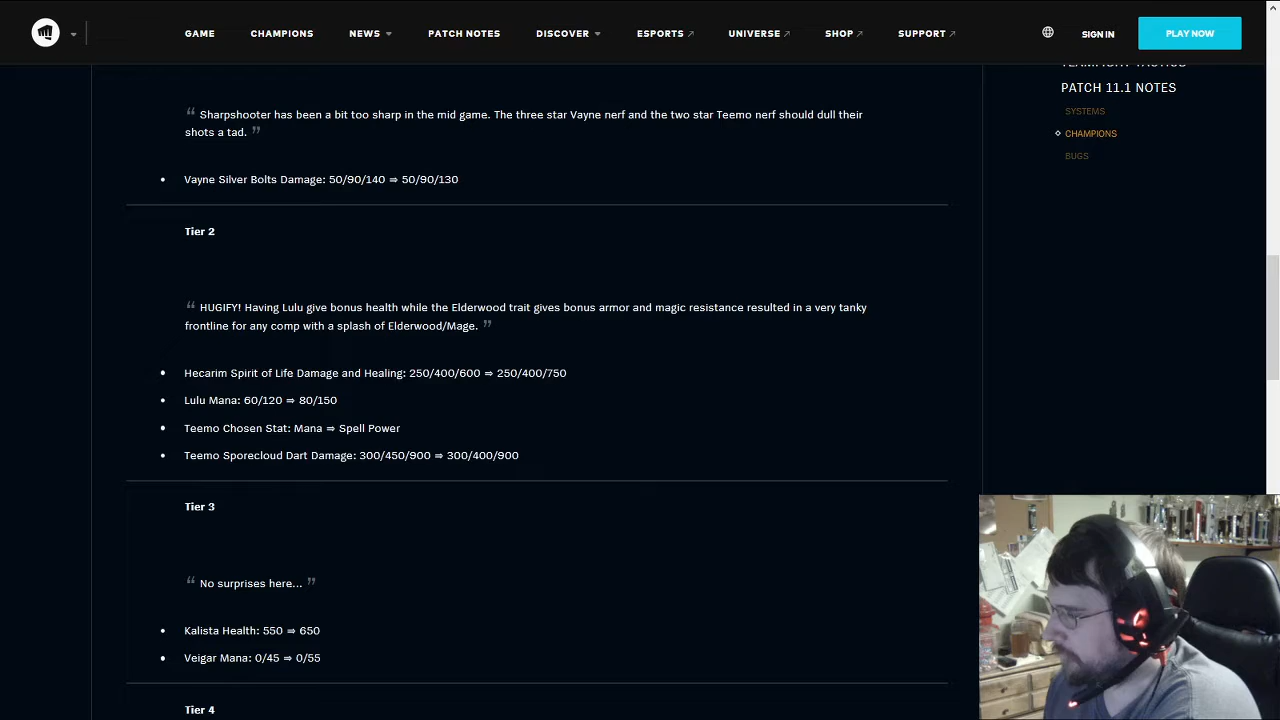 GAME CHAMPIONS NEWS PATCH NOTES DISCOVER ESPORTS UNIVERSE SHOP SUPPORT SIGN IN PLAY NOW
TEAMFIGHT TACTICS
PATCH 11.1 NOTES
SYSTEMS
CHAMPIONS
BUGS
“ Sharpshooter has been a bit too sharp in the mid game. The three star Vayne nerf and the two star Teemo nerf should dull their
shots a tad. ”
• Vayne Silver Bolts Damage: 50/90/140 ⇒ 50/90/130
Tier 2
“ HUGIFY! Having Lulu give bonus health while the Elderwood trait gives bonus armor and magic resistance resulted in a very tanky
frontline for any comp with a splash of Elderwood/Mage. ”
• Hecarim Spirit of Life Damage and Healing: 250/400/600 ⇒ 250/400/750
• Lulu Mana: 60/120 ⇒ 80/150
• Teemo Chosen Stat: Mana ⇒ Spell Power
• Teemo Sporecloud Dart Damage: 300/450/900 ⇒ 300/400/900
Tier 3
“ No surprises here... ”
• Kalista Health: 550 ⇒ 650
• Veigar Mana: 0/45 ⇒ 0/55
Tier 4